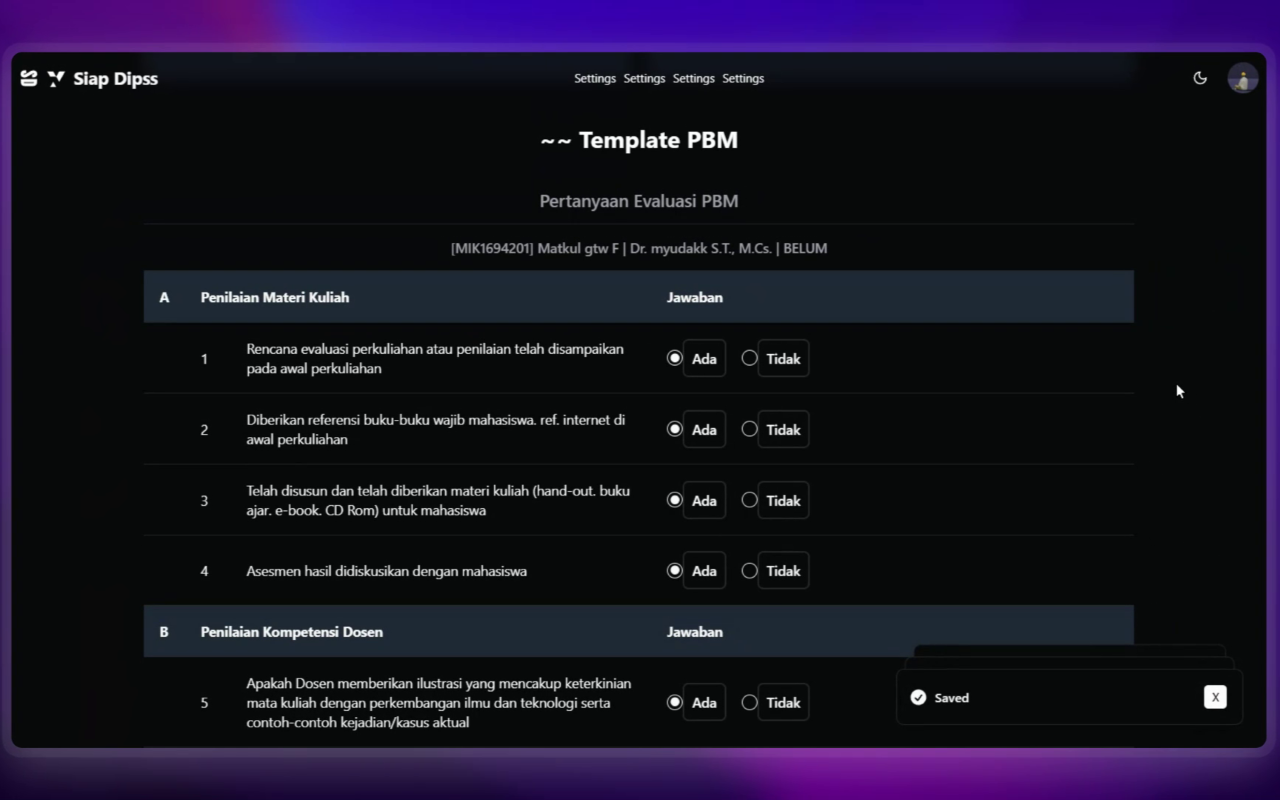 Siap Dipss
Settings Settings Settings Settings
~~ Template PBM
Pertanyaan Evaluasi PBM
[MIK1694201] Matkul gtw F | Dr. myudakk S.T., M.Cs. | BELUM
A Penilaian Materi Kuliah Jawaban
1 Rencana evaluasi perkuliahan atau penilaian telah disampaikan
pada awal perkuliahan
Ada Tidak
2 Diberikan referensi buku-buku wajib mahasiswa. ref. internet di
awal perkuliahan
Ada Tidak
3 Telah disusun dan telah diberikan materi kuliah (hand-out. buku
ajar. e-book. CD Rom) untuk mahasiswa
Ada Tidak
4 Asesmen hasil didiskusikan dengan mahasiswa Ada Tidak
B Penilaian Kompetensi Dosen Jawaban
5 Apakah Dosen memberikan ilustrasi yang mencakup keterkinian
mata kuliah dengan perkembangan ilmu dan teknologi serta
contoh-contoh kejadian/kasus aktual
Ada Tidak
Saved X